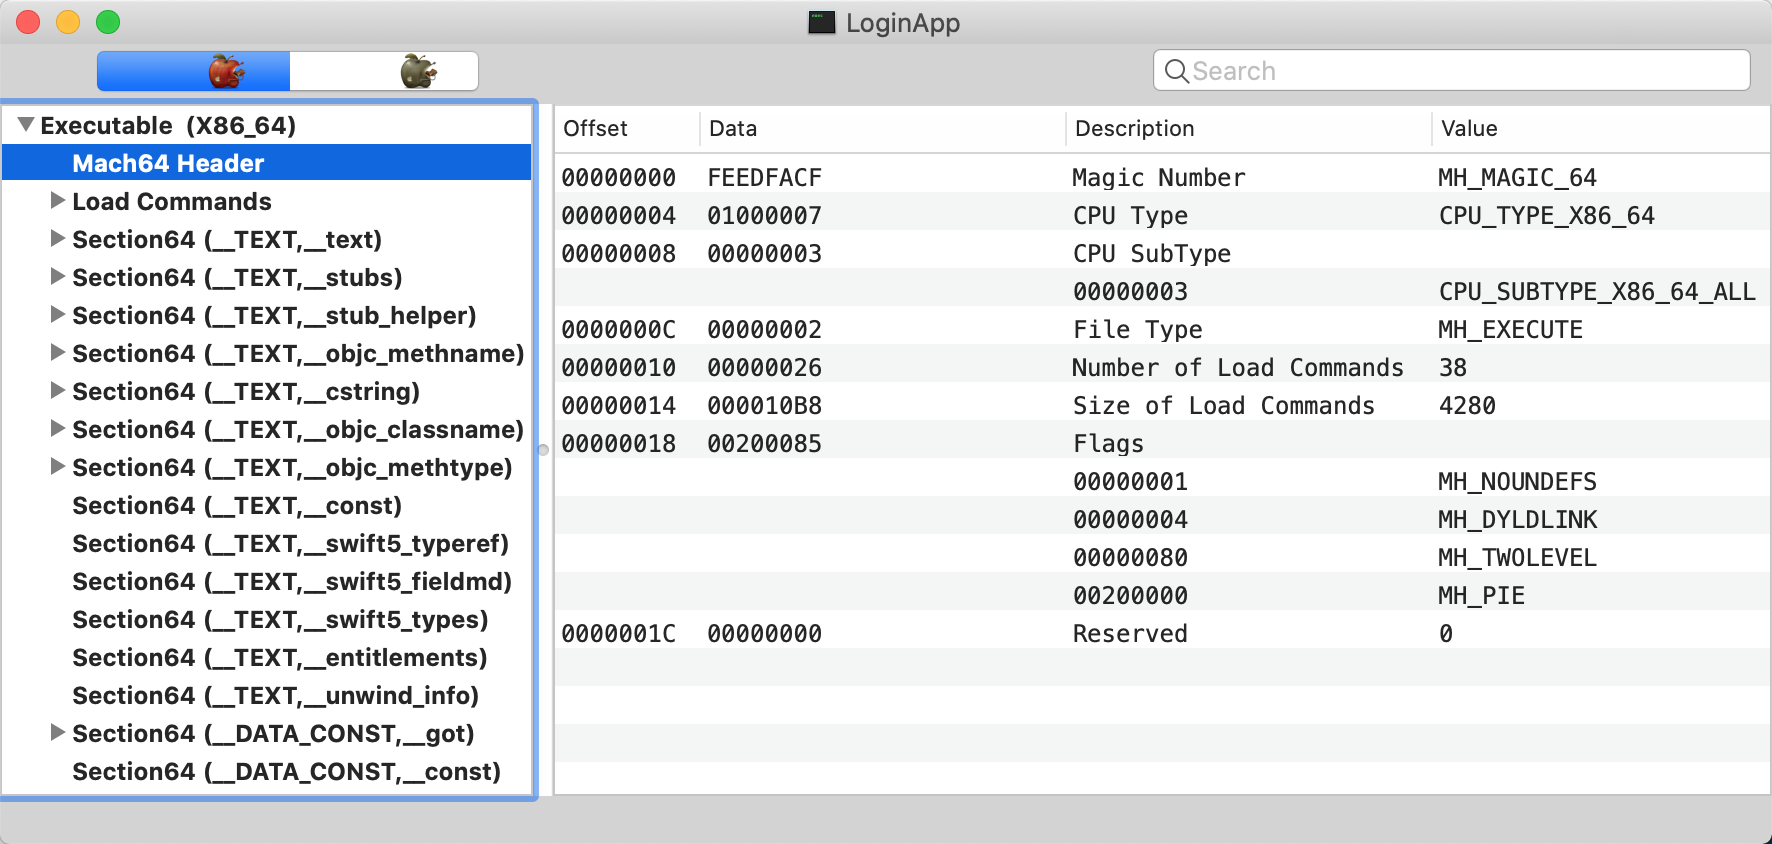 LoginApp
Search
Executable (X86_64)
Mach64 Header
Load Commands
Section64 (__TEXT,__text)
Section64 (__TEXT,__stubs)
Section64 (__TEXT,__stub_helper)
Section64 (__TEXT,__objc_methname)
Section64 (__TEXT,__cstring)
Section64 (__TEXT,__objc_classname)
Section64 (__TEXT,__objc_methtype)
Section64 (__TEXT,__const)
Section64 (__TEXT,__swift5_typeref)
Section64 (__TEXT,__swift5_fieldmd)
Section64 (__TEXT,__swift5_types)
Section64 (__TEXT,__entitlements)
Section64 (__TEXT,__unwind_info)
Section64 (__DATA_CONST,__got)
Section64 (__DATA_CONST,__const)
Offset Data Description Value
00000000 FEEDFACF Magic Number MH_MAGIC_64
00000004 01000007 CPU Type CPU_TYPE_X86_64
00000008 00000003 CPU SubType
00000003 CPU_SUBTYPE_X86_64_ALL
0000000C 00000002 File Type MH_EXECUTE
00000010 00000026 Number of Load Commands 38
00000014 000010B8 Size of Load Commands 4280
00000018 00200085 Flags
00000001 MH_NOUNDEFS
00000004 MH_DYLDLINK
00000080 MH_TWOLEVEL
00200000 MH_PIE
0000001C 00000000 Reserved 0